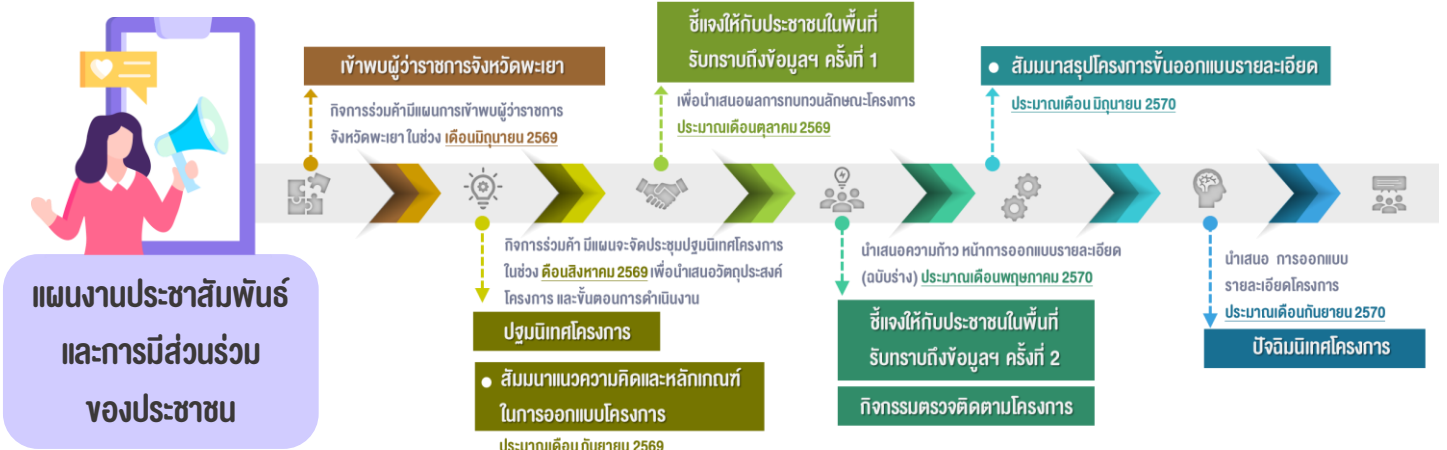 แผนงานประชาสัมพันธ์
และการมีส่วนร่วม
ของประชาชน
เข้าพบผู้ว่าราชการจังหวัดพะเยา
กิจการร่วมค้ามีแผนการเข้าพบผู้ว่าราชการ
จังหวัดพะเยา ในช่วง เดือนมิถุนายน 2569
กิจการร่วมค้า มีแผนจะจัดประชุมปฐมนิเทศโครงการ
ในช่วง ดือนสิงหาคม 2569 เพื่อนำเสนอวัตถุประสงค์
โครงการ และขั้นตอนการดำเนินงาน
ปฐมนิเทศโครงการ
สัมมนาแนวความคิดและหลักเกณฑ์
ในการออกแบบโครงการ
ประมาณเดือน กันยายน 2569
ชี้แจงให้กับประชาชนในพื้นที่
รับทราบถึงข้อมูลฯ ครั้งที่ 1
เพื่อนำเสนอผลการทบทวนลักษณะโครงการ
ประมาณเดือนตุลาคม 2569
นำเสนอความก้าว หน้าการออกแบบรายละเอียด
(ฉบับร่าง) ประมาณเดือนพฤษภาคม 2570
ชี้แจงให้กับประชาชนในพื้นที่
รับทราบถึงข้อมูลฯ ครั้งที่ 2
กิจกรรมตรวจติดตามโครงการ
สัมมนาสรุปโครงการขั้นออกแบบรายละเอียด
ประมาณเดือน มิถุนายน 2570
นำเสนอ การออกแบบ
รายละเอียดโครงการ
ประมาณเดือนกันยายน 2570
ปัจฉิมนิเทศโครงการ